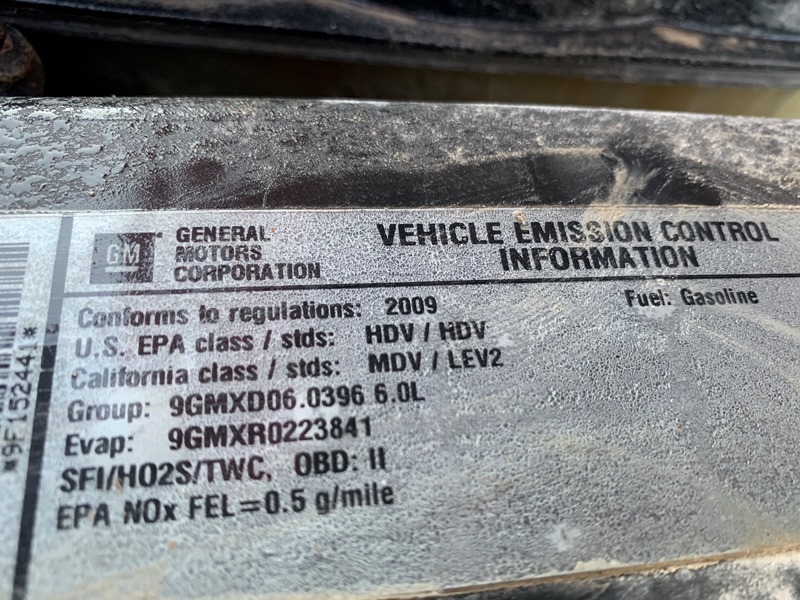 GM
GENERAL
MOTORS
CORPORATION
VEHICLE EMISSION CONTROL
INFORMATION
Conforms to regulations: 2009
Fuel: Gasoline
U.S. EPA class / stds: HDV / HDV
California class / stds: MDV / LEV2
Group: 9GMXD06.0396 6.0L
Evap: 9GMXR0223841
SFI/HO2S/TWC, OBD: II
EPA NOx FEL=0.5 g/mile
*9F152441*